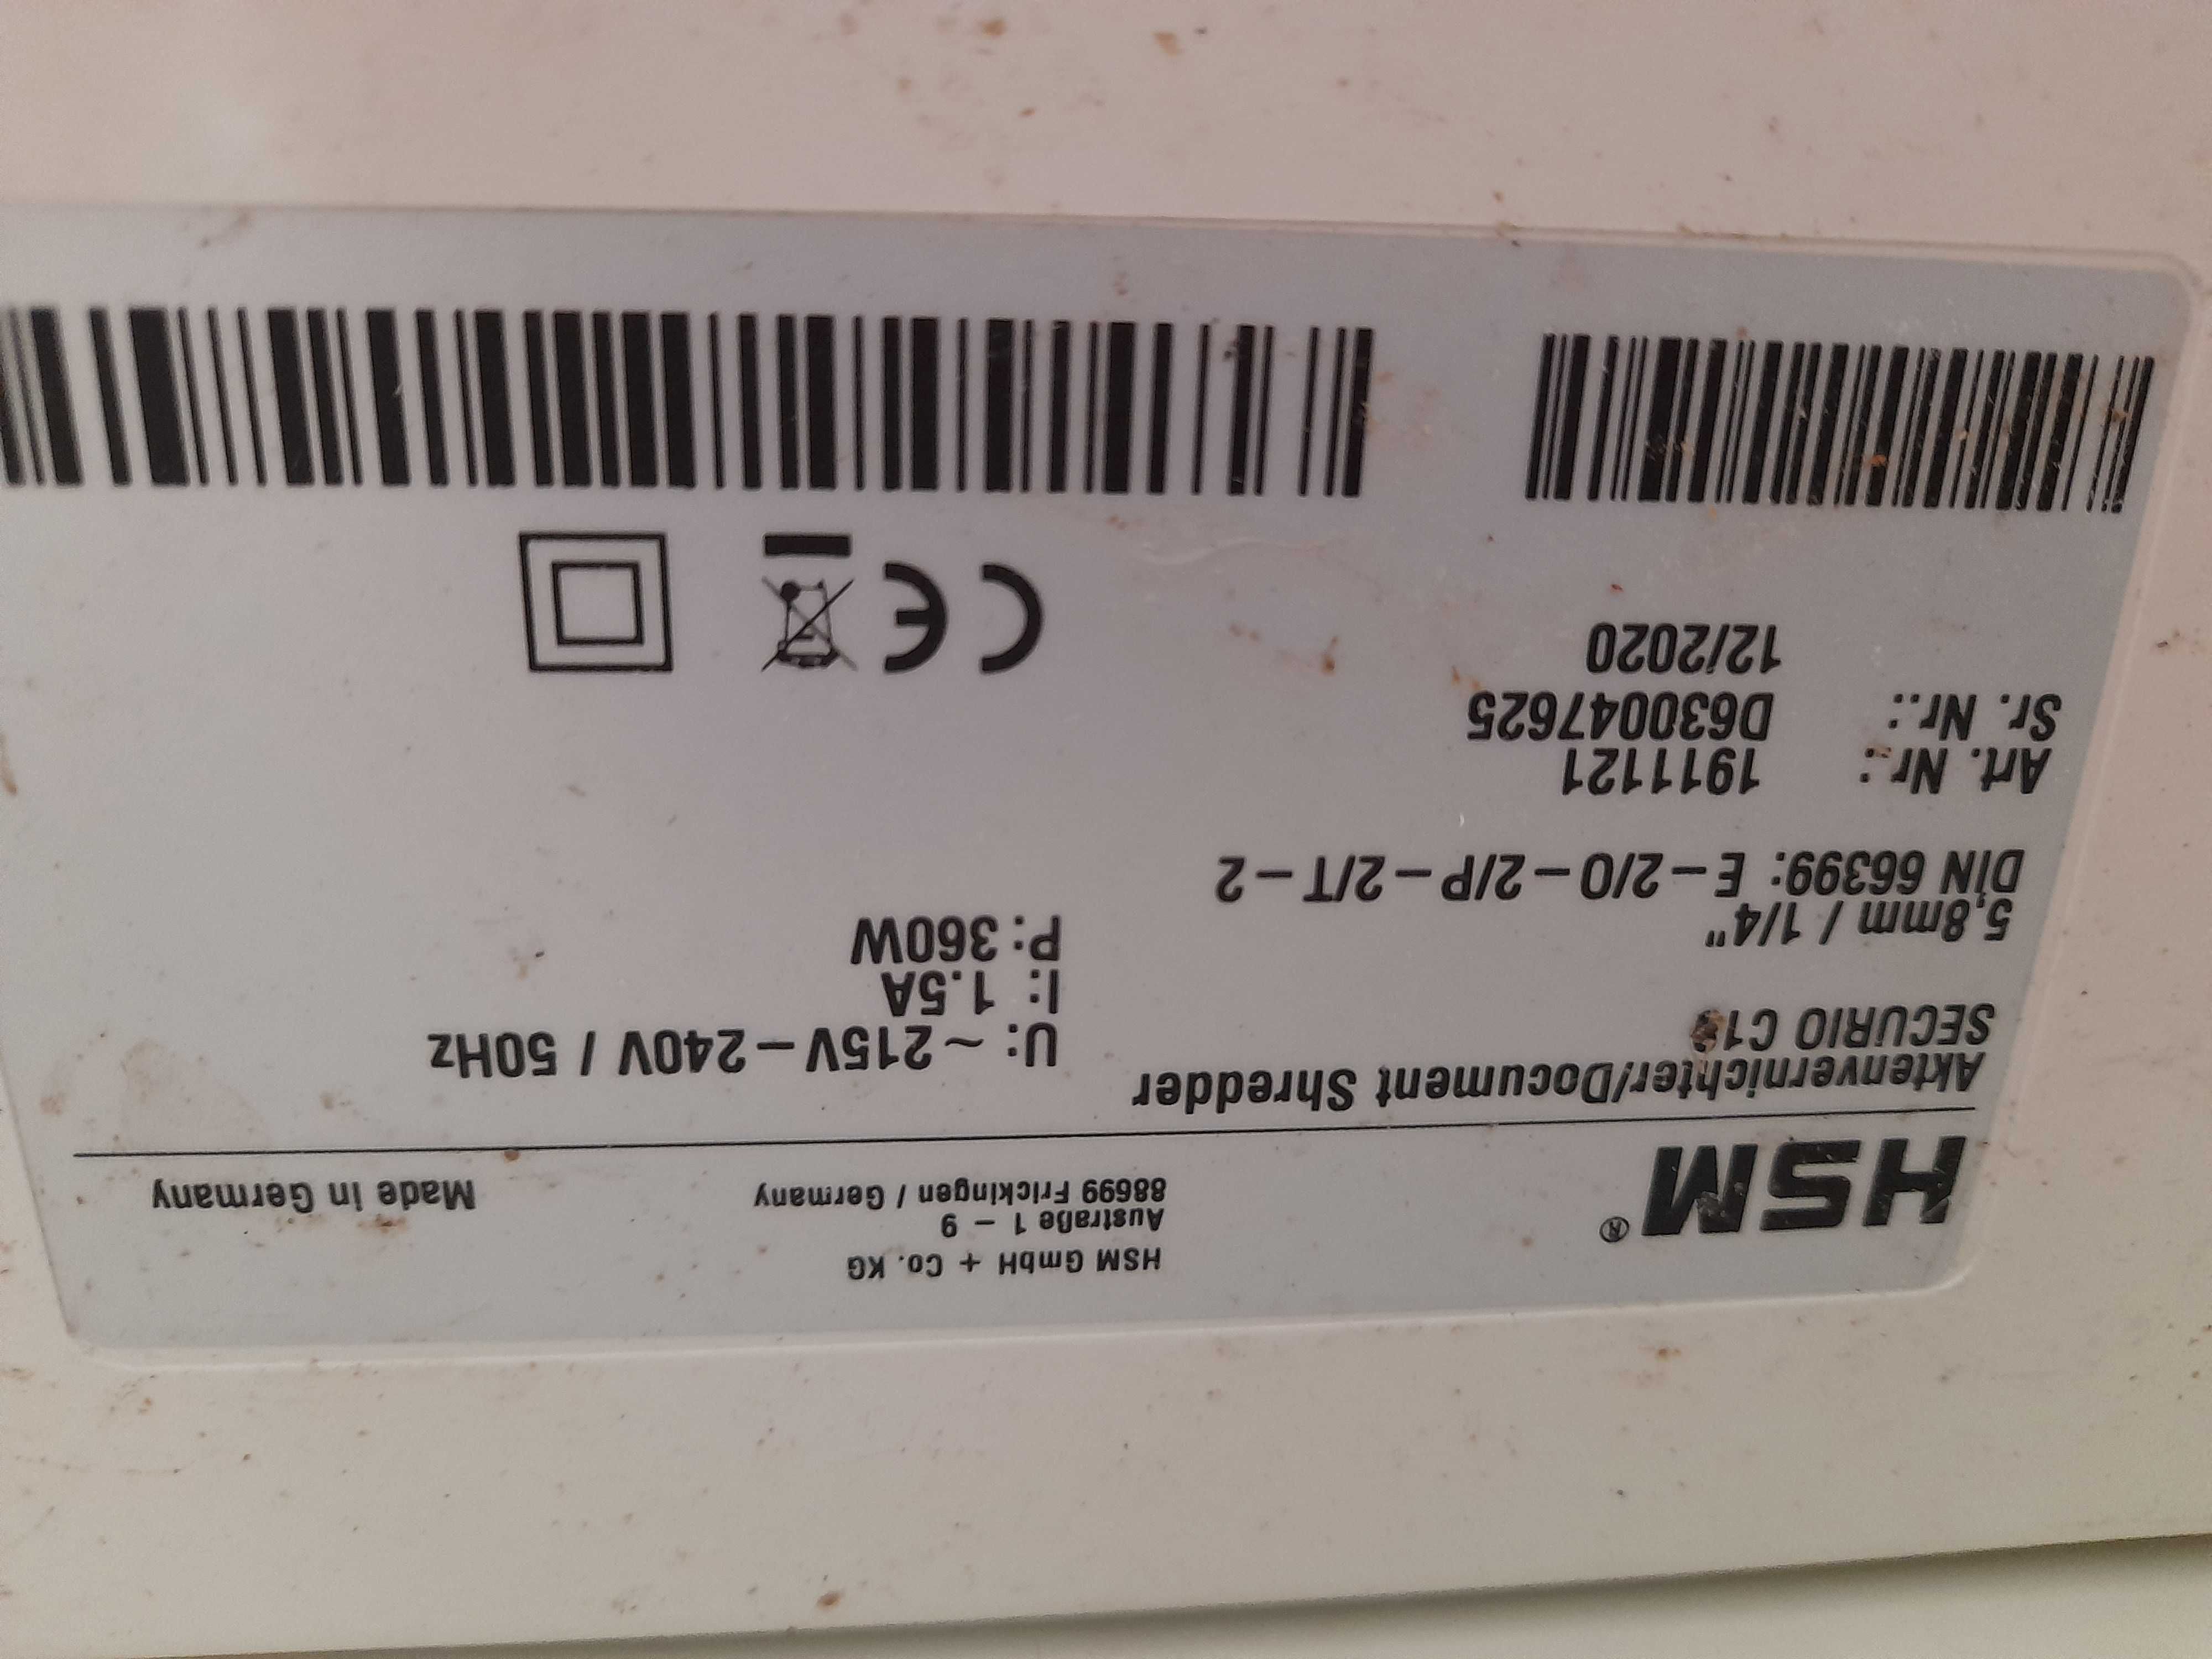 HSM®
HSM GmbH + Co. KG
Austraße 1 – 9
88699 Frickingen / Germany
Made in Germany
Aktenvernichter/Document Shredder
SECURIO
5,8mm / 1/4"
DIN 66399: E – 2/O – 2/P – 2/T – 2
U: ~ 215V – 240V / 50Hz
I: 1.5A
P: 360W
Art. Nr.: 1911121
Sr. Nr.: D630047625
12/2020
CE